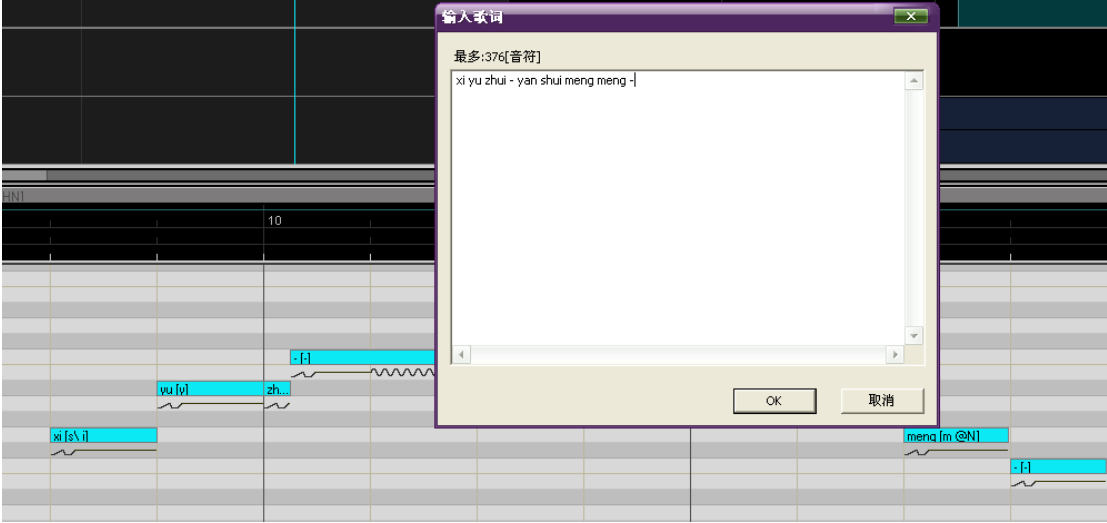 输入歌词
最多:376[音符]
xi yu zhui - yan shui meng meng -
OK
取消
HN1
10
- [-]
yu [y]
zh...
xi [s\ i]
meng [m @N]
- [-]